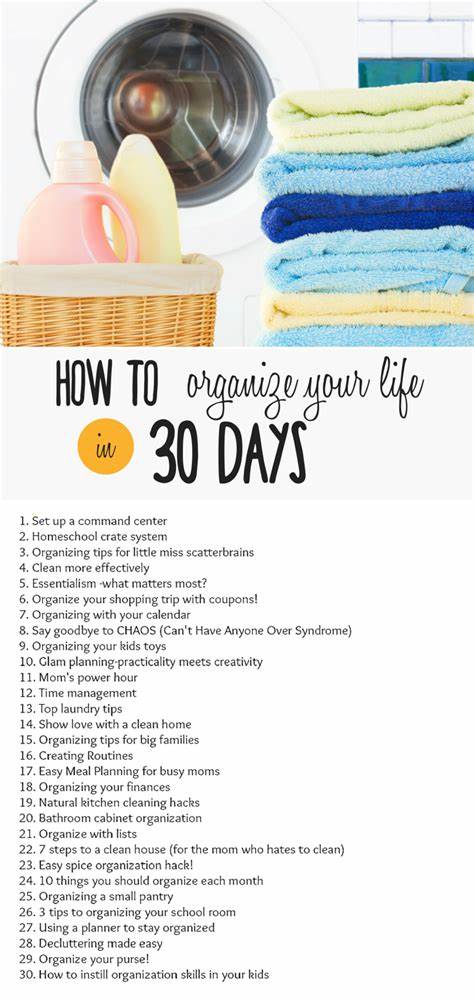 HOW TO organize your life
in 30 DAYS
1. Set up a command center
2. Homeschool crate system
3. Organizing tips for little miss scatterbrains
4. Clean more effectively
5. Essentialism -what matters most?
6. Organize your shopping trip with coupons!
7. Organizing with your calendar
8. Say goodbye to CHAOS (Can't Have Anyone Over Syndrome)
9. Organizing your kids toys
10. Glam planning-practicality meets creativity
11. Mom's power hour
12. Time management
13. Top laundry tips
14. Show love with a clean home
15. Organizing tips for big families
16. Creating Routines
17. Easy Meal Planning for busy moms
18. Organizing your finances
19. Natural kitchen cleaning hacks
20. Bathroom cabinet organization
21. Organize with lists
22. 7 steps to a clean house (for the mom who hates to clean)
23. Easy spice organization hack!
24. 10 things you should organize each month
25. Organizing a small pantry
26. 3 tips to organizing your school room
27. Using a planner to stay organized
28. Decluttering made easy
29. Organize your purse!
30. How to instill organization skills in your kids